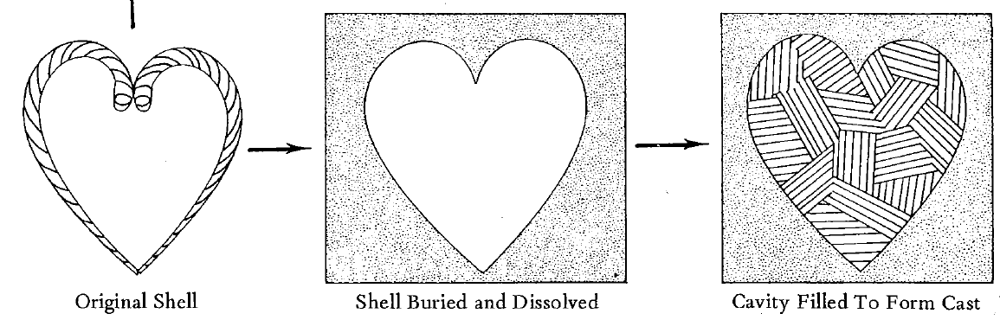 Original Shell
Shell Buried and Dissolved
Cavity Filled To Form Cast